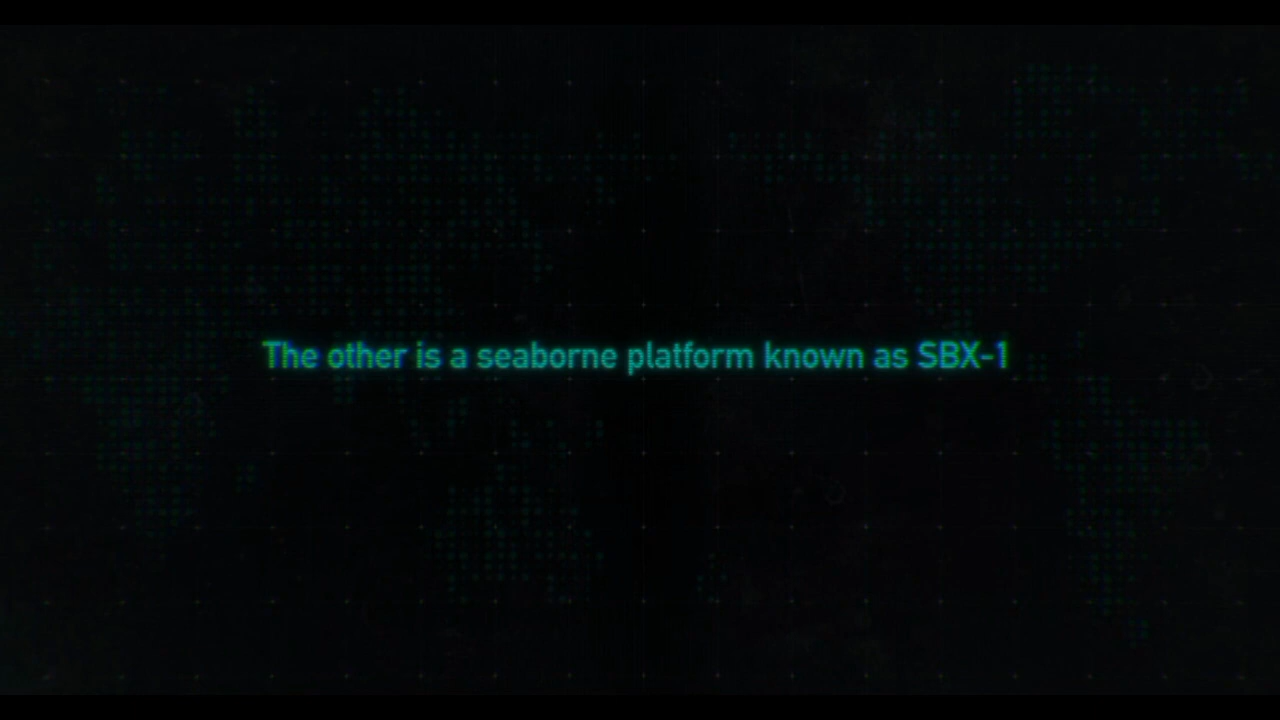 The other is a seaborne platform known as SBX-1